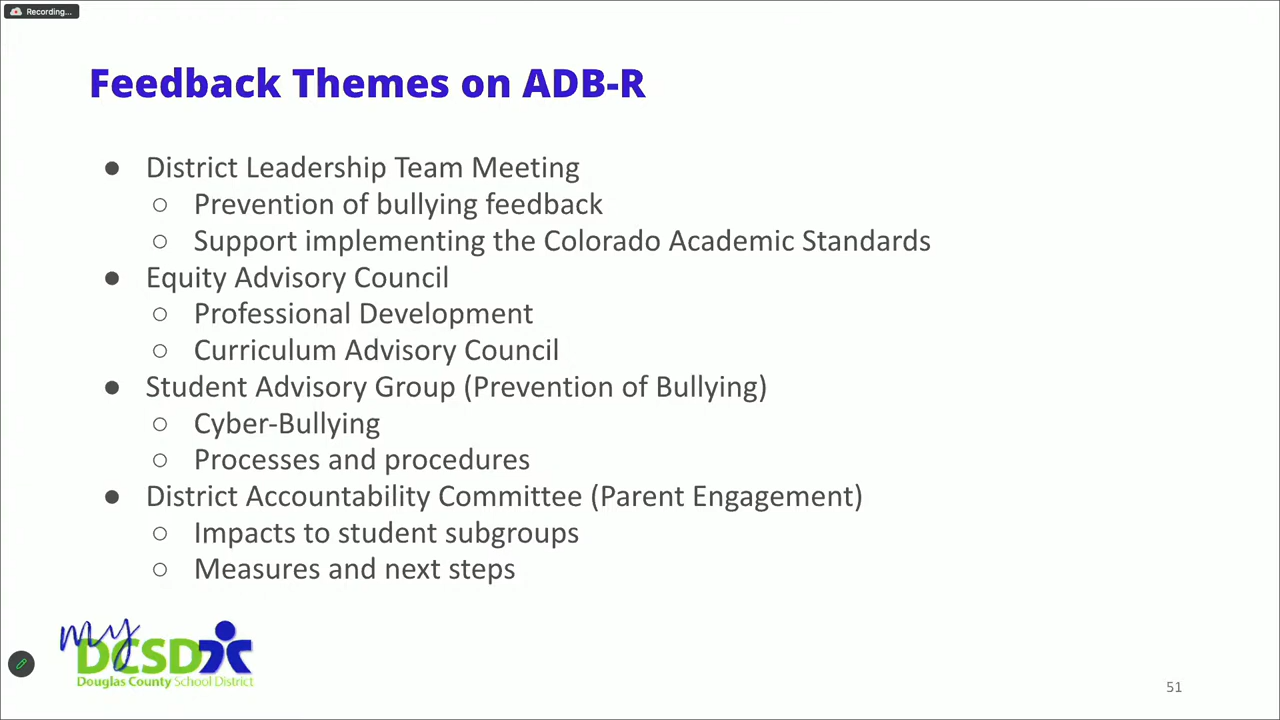 Recording...
Feedback Themes on ADB-R
● District Leadership Team Meeting
○ Prevention of bullying feedback
○ Support implementing the Colorado Academic Standards
● Equity Advisory Council
○ Professional Development
○ Curriculum Advisory Council
● Student Advisory Group (Prevention of Bullying)
○ Cyber-Bullying
○ Processes and procedures
● District Accountability Committee (Parent Engagement)
○ Impacts to student subgroups
○ Measures and next steps
my
DCSD
Douglas County School District
51